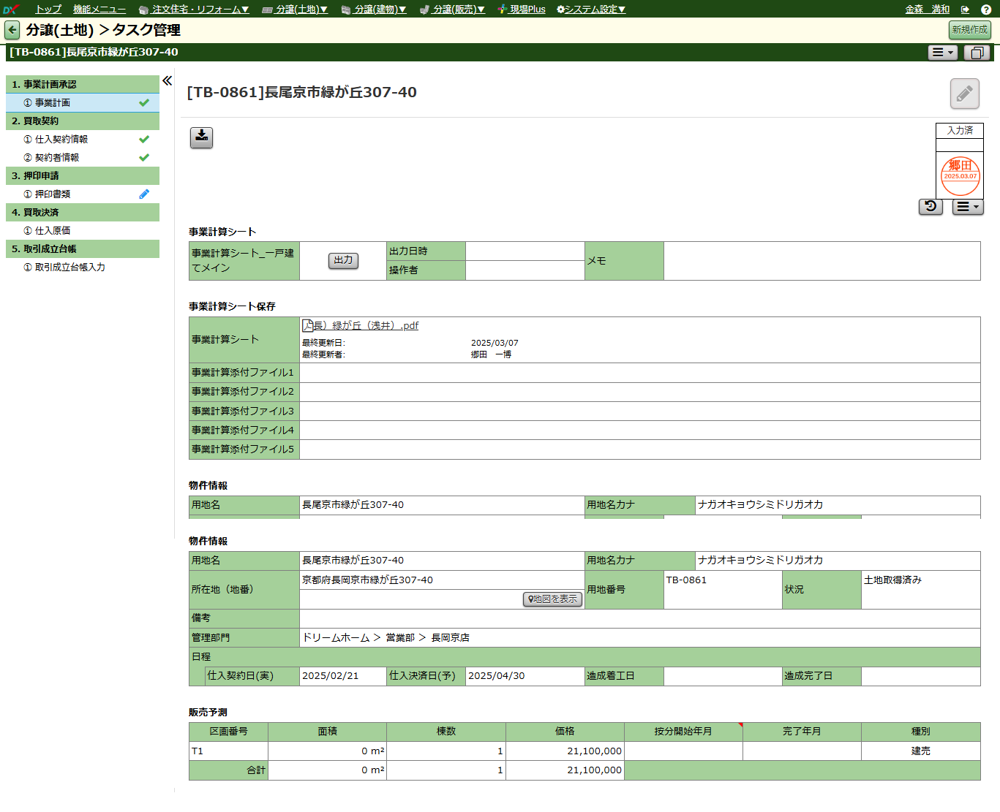 DX トップ 機能メニュー 注文住宅・リフォーム▼ 分譲(土地)▼ 分譲(建物)▼ 分譲(販売)▼ 現場Plus システム設定▼ 金森 満和
分譲(土地) ＞タスク管理 新規作成
[TB-0861]長尾京市緑が丘307-40
1. 事業計画承認
① 事業計画
2. 買取契約
① 仕入契約情報
② 契約者情報
3. 押印申請
① 押印書類
4. 買取決済
① 仕入原価
5. 取引成立台帳
① 取引成立台帳入力
[TB-0861]長尾京市緑が丘307-40
入力済
郷田
2025.03.07
事業計算シート
事業計算シート_一戸建てメイン 出力 出力日時 メモ
操作者
事業計算シート保存
事業計算シート 長）緑が丘（浅井）.pdf
最終更新日: 2025/03/07
最終更新者: 郷田 一博
事業計算添付ファイル1
事業計算添付ファイル2
事業計算添付ファイル3
事業計算添付ファイル4
事業計算添付ファイル5
物件情報
用地名 長尾京市緑が丘307-40 用地名カナ ナガオキョウシミドリガオカ
物件情報
用地名 長尾京市緑が丘307-40 用地名カナ ナガオキョウシミドリガオカ
所在地（地番） 京都府長岡京市緑が丘307-40 用地番号 TB-0861 状況 土地取得済み
地図を表示
備考
管理部門 ドリームホーム ＞ 営業部 ＞ 長岡京店
日程
仕入契約日(実) 2025/02/21 仕入決済日(予) 2025/04/30 造成着工日 造成完了日
販売予測
区画番号 面積 棟数 価格 按分開始年月 完了年月 種別
T1 0 m² 1 21,100,000 建売
合計 0 m² 1 21,100,000